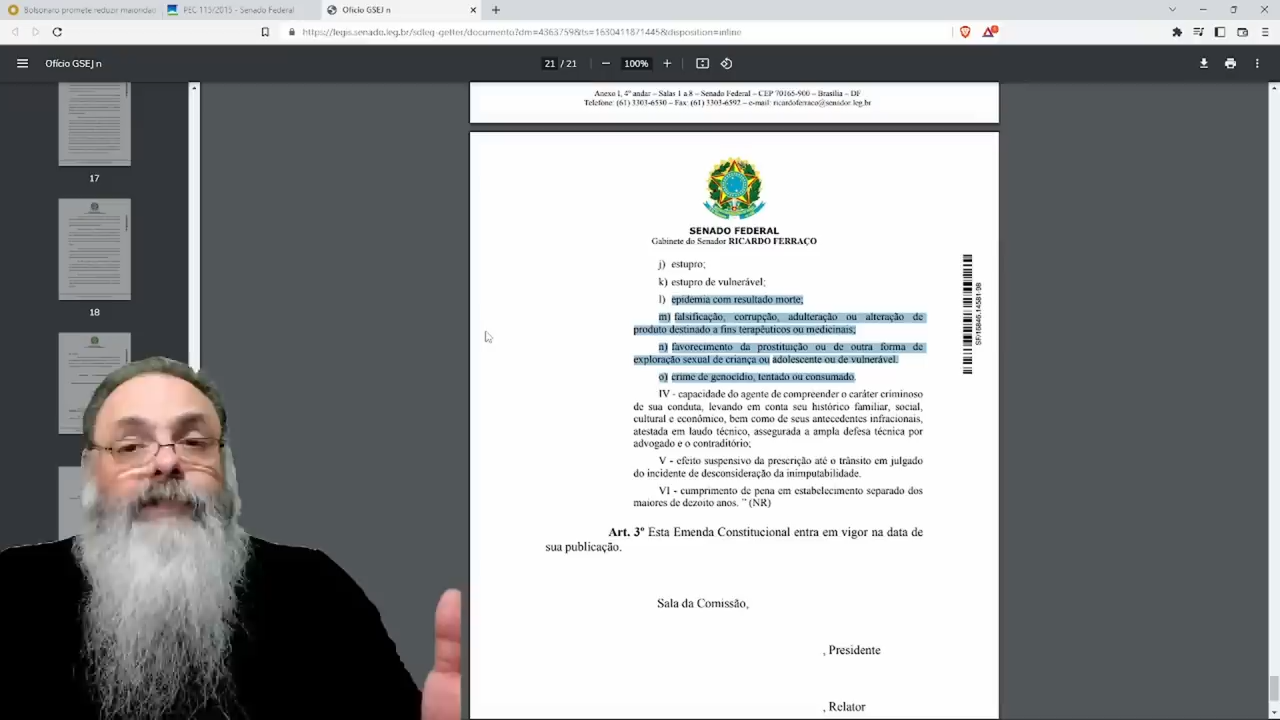 Bolsonaro promete reduzir maioridad
PEC 115/2015 - Senado Federal
Ofício GSEJ n
https://legis.senado.leg.br/sdleg-getter/documento?dm=4363759&ts=1630411871445&disposition=inline
Ofício GSEJ n
21 / 21
100%
17
18
Anexo I, 4º andar – Salas 1 a 8 – Senado Federal – CEP 70165-900 – Brasília – DF
Telefone: (61) 3303-6590 – Fax: (61) 3303-6592 – e-mail: ricardoferraco@senador.leg.br
SENADO FEDERAL
Gabinete do Senador RICARDO FERRAÇO
j) estupro;
k) estupro de vulnerável;
l) epidemia com resultado morte;
m) falsificação, corrupção, adulteração ou alteração de
produto destinado a fins terapêuticos ou medicinais;
n) favorecimento da prostituição ou de outra forma de
exploração sexual de criança ou adolescente ou de vulnerável.
o) crime de genocídio, tentado ou consumado.
IV - capacidade do agente de compreender o caráter criminoso
de sua conduta, levando em conta seu histórico familiar, social,
cultural e econômico, bem como de seus antecedentes infracionais,
atestada em laudo técnico, assegurada a ampla defesa técnica por
advogado e o contraditório;
V - efeito suspensivo da prescrição até o trânsito em julgado
do incidente de desconsideração da inimputabilidade.
VI - cumprimento de pena em estabelecimento separado dos
maiores de dezoito anos. ” (NR)
Art. 3º Esta Emenda Constitucional entra em vigor na data de
sua publicação.
Sala da Comissão,
, Presidente
, Relator
SF/15846.14581-98